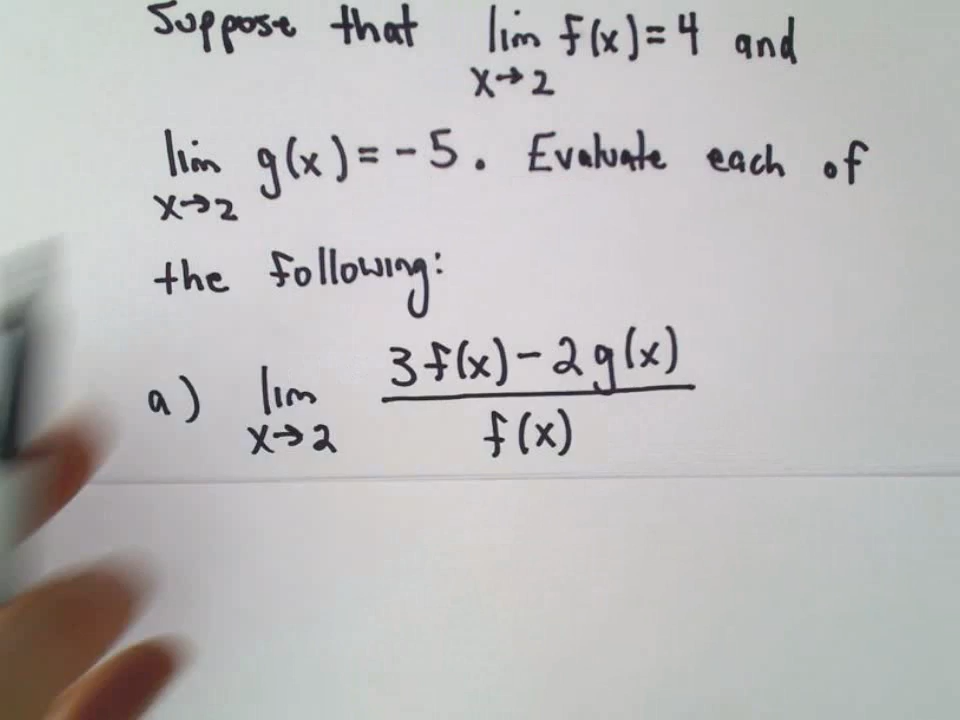 Suppose that lim f(x) = 4 and
x→2
lim g(x) = -5. Evaluate each of
x→2
the following:
3f(x) - 2g(x)
a) lim
x→2
f(x)